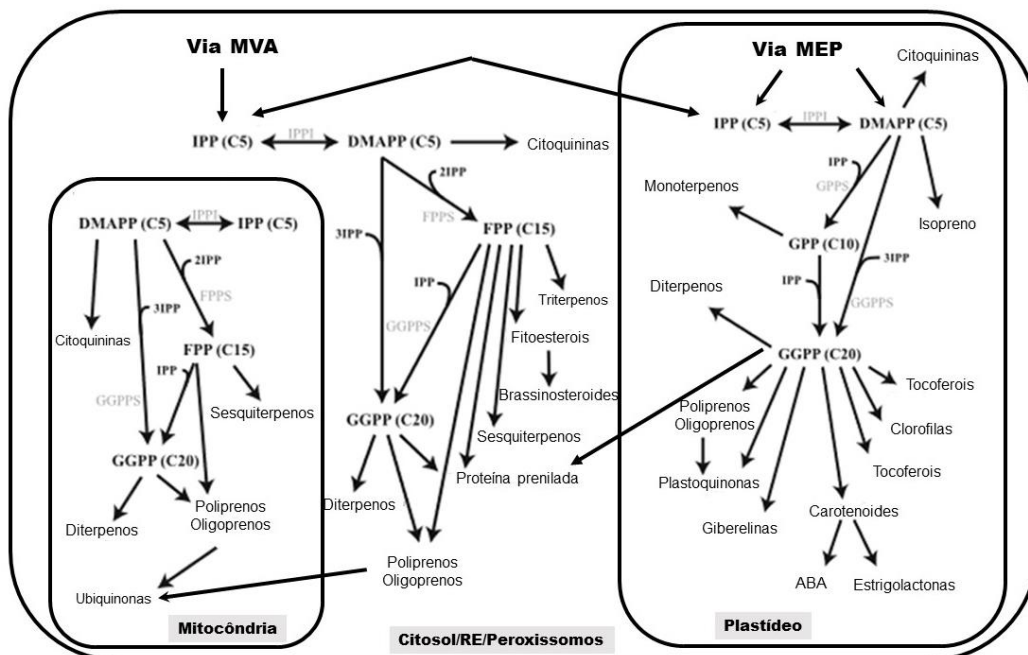 Via MVA
IPP (C5)
IPPI
DMAPP (C5)
Citoquininas
2IPP
FPPS
FPP (C15)
3IPP
IPP
GGPPS
Triterpenos
Fitoesterois
Brassinosteroides
GGPP (C20)
Sesquiterpenos
Proteína prenilada
Diterpenos
Poliprenos
Oligoprenos
Citosol/RE/Peroxissomos
DMAPP (C5)
IPPI
IPP (C5)
2IPP
FPPS
3IPP
Citoquininas
FPP (C15)
IPP
GGPPS
Sesquiterpenos
GGPP (C20)
Diterpenos
Poliprenos
Oligoprenos
Ubiquinonas
Mitocôndria
Via MEP
Citoquininas
IPP (C5)
IPPI
DMAPP (C5)
IPP
GPPS
Monoterpenos
Isopreno
GPP (C10)
3IPP
IPP
Diterpenos
GGPPS
GGPP (C20)
Tocoferois
Poliprenos
Oligoprenos
Clorofilas
Tocoferois
Plastoquinonas
Giberelinas
Carotenoides
ABA
Estrigolactonas
Plastídeo